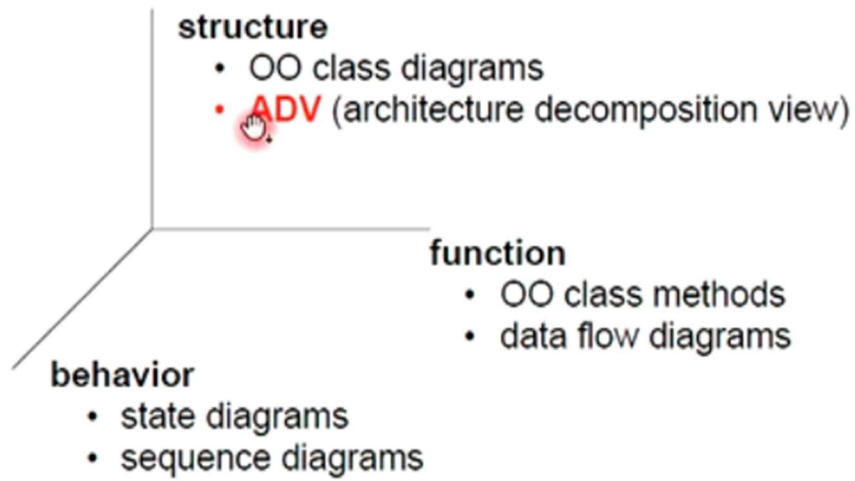 structure
• OO class diagrams
• ADV (architecture decomposition view)
function
• OO class methods
• data flow diagrams
behavior
• state diagrams
• sequence diagrams